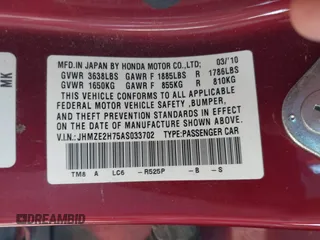 MFD. IN JAPAN BY HONDA MOTOR CO., LTD. 03/'10
GVWR 3638LBS GAWR F 1885LBS R 1786LBS
GVWR 1650KG GAWR F 855KG R 810KG
THIS VEHICLE CONFORMS TO ALL APPLICABLE
FEDERAL MOTOR VEHICLE SAFETY ,BUMPER,
AND THEFT PREVENTION STANDARDS IN EFFECT
ON THE DATE OF MANUFACTURE SHOWN ABOVE.
V.I.N.: JHMZE2H75AS033702 TYPE:PASSENGER CAR
TM8 A LC6 -R525P -B -S
MK
DREAMBID